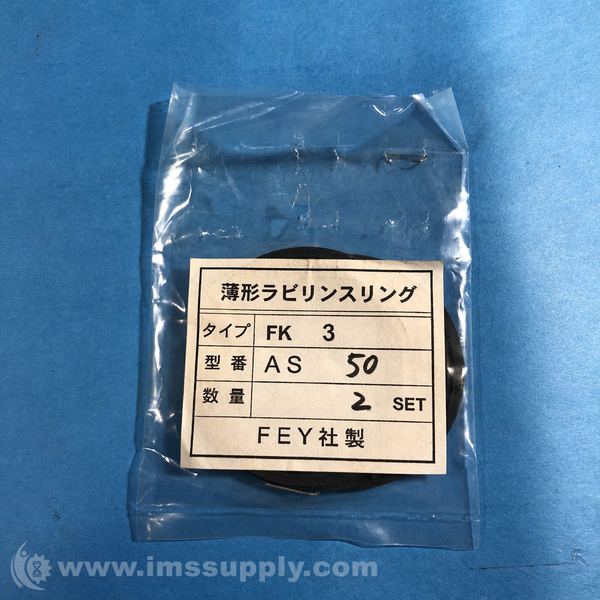 薄形ラビリンスリング
タイプ FK 3
型番 AS 50
数量 2 SET
FEY社製
www.imssupply.com